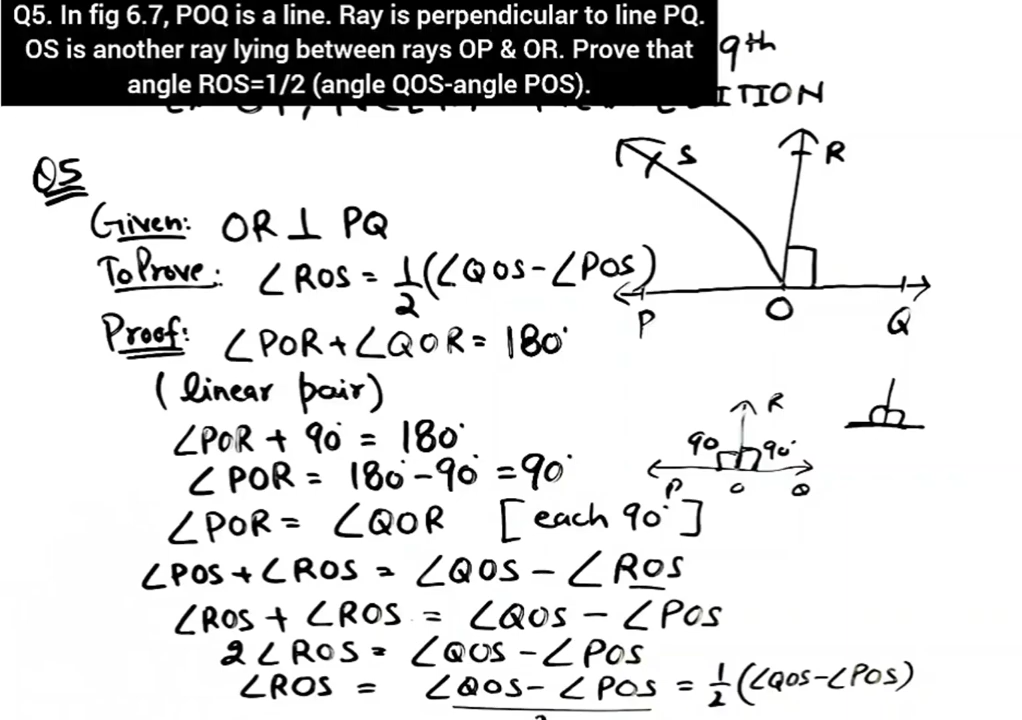 Q5. In fig 6.7, POQ is a line. Ray is perpendicular to line PQ.
OS is another ray lying between rays OP & OR. Prove that
angle ROS=1/2 (angle QOS-angle POS).
9th
ITION
Q5
Given: OR ⊥ PQ
To Prove: ∠ROS = 1/2 (∠QOS - ∠POS)
Proof: ∠POR + ∠QOR = 180°
(linear pair)
∠POR + 90° = 180°
∠POR = 180° - 90° = 90°
∠POR = ∠QOR [each 90°]
∠POS + ∠ROS = ∠QOS - ∠ROS
∠ROS + ∠ROS = ∠QOS - ∠POS
2∠ROS = ∠QOS - ∠POS
∠ROS = ∠QOS - ∠POS = 1/2 (∠QOS - ∠POS)
S
R
P
O
Q
R
90
90°
P
O
Q